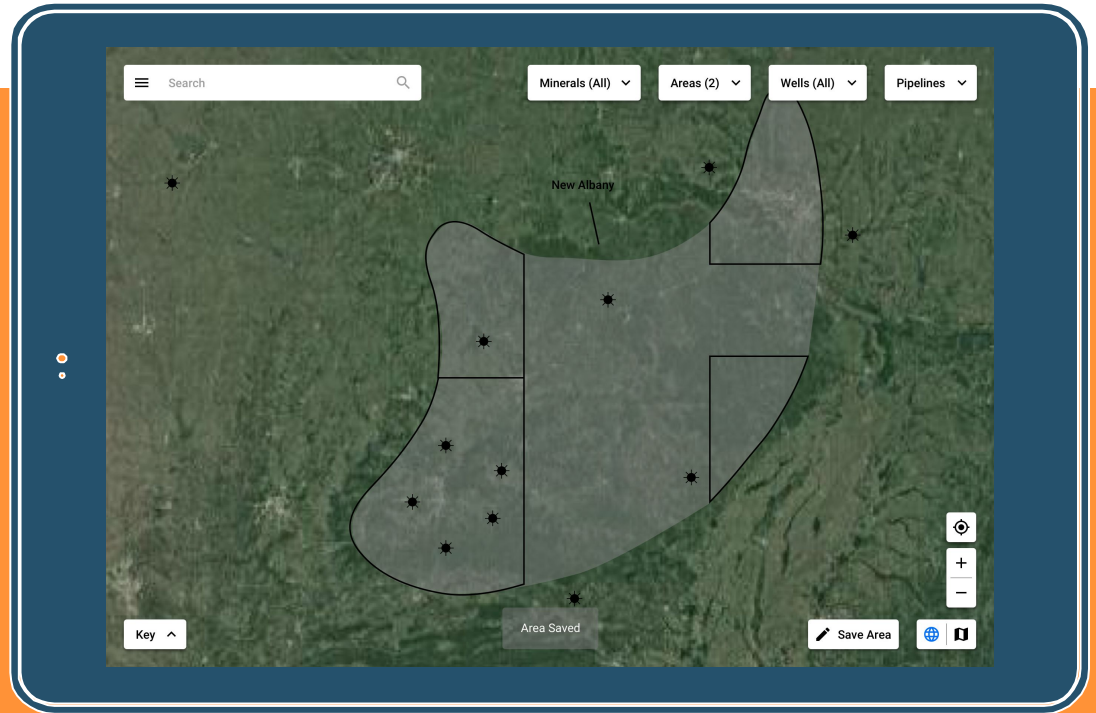 Search
Minerals (All)
Areas (2)
Wells (All)
Pipelines
New Albany
Area Saved
Key
Save Area